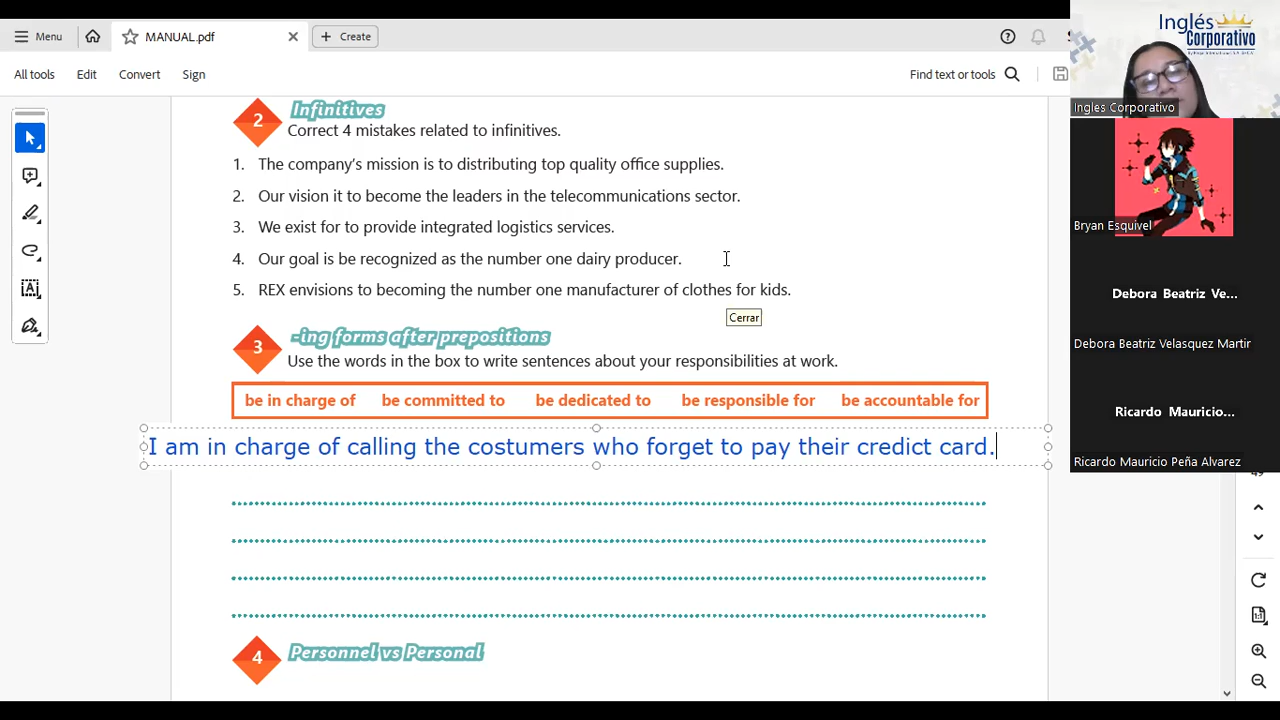 Menu
MANUAL.pdf
Create
All tools
Edit
Convert
Sign
Find text or tools
Inglés
Corporativo
Ingles Corporativo
2
Infinitives
Correct 4 mistakes related to infinitives.
1. The company's mission is to distributing top quality office supplies.
2. Our vision it to become the leaders in the telecommunications sector.
3. We exist for to provide integrated logistics services.
4. Our goal is be recognized as the number one dairy producer.
5. REX envisions to becoming the number one manufacturer of clothes for kids.
Cerrar
3
-ing forms after prepositions
Use the words in the box to write sentences about your responsibilities at work.
be in charge of be committed to be dedicated to be responsible for be accountable for
I am in charge of calling the costumers who forget to pay their credict card.
4
Personnel vs Personal
Bryan Esquivel
Debora Beatriz Ve...
Debora Beatriz Velasquez Martir
Ricardo Mauricio...
Ricardo Mauricio Peña Alvarez